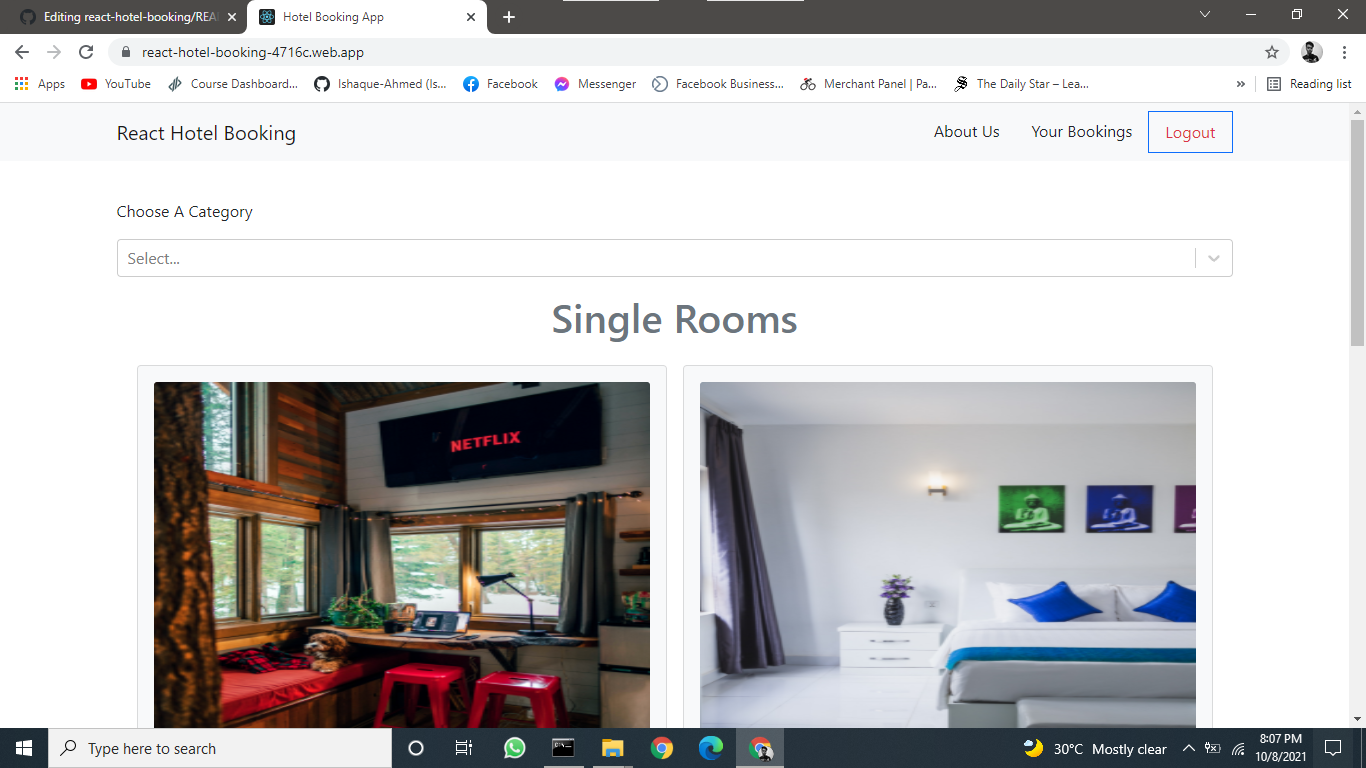 Editing react-hotel-booking/REA
Hotel Booking App
react-hotel-booking-4716c.web.app
Apps
YouTube
Course Dashboard...
Ishaque-Ahmed (Is...
Facebook
Messenger
Facebook Business...
Merchant Panel | Pa...
The Daily Star – Lea...
»
Reading list
React Hotel Booking
About Us
Your Bookings
Logout
Choose A Category
Select...
Single Rooms
NETFLIX
Type here to search
30°C Mostly clear
8:07 PM
10/8/2021